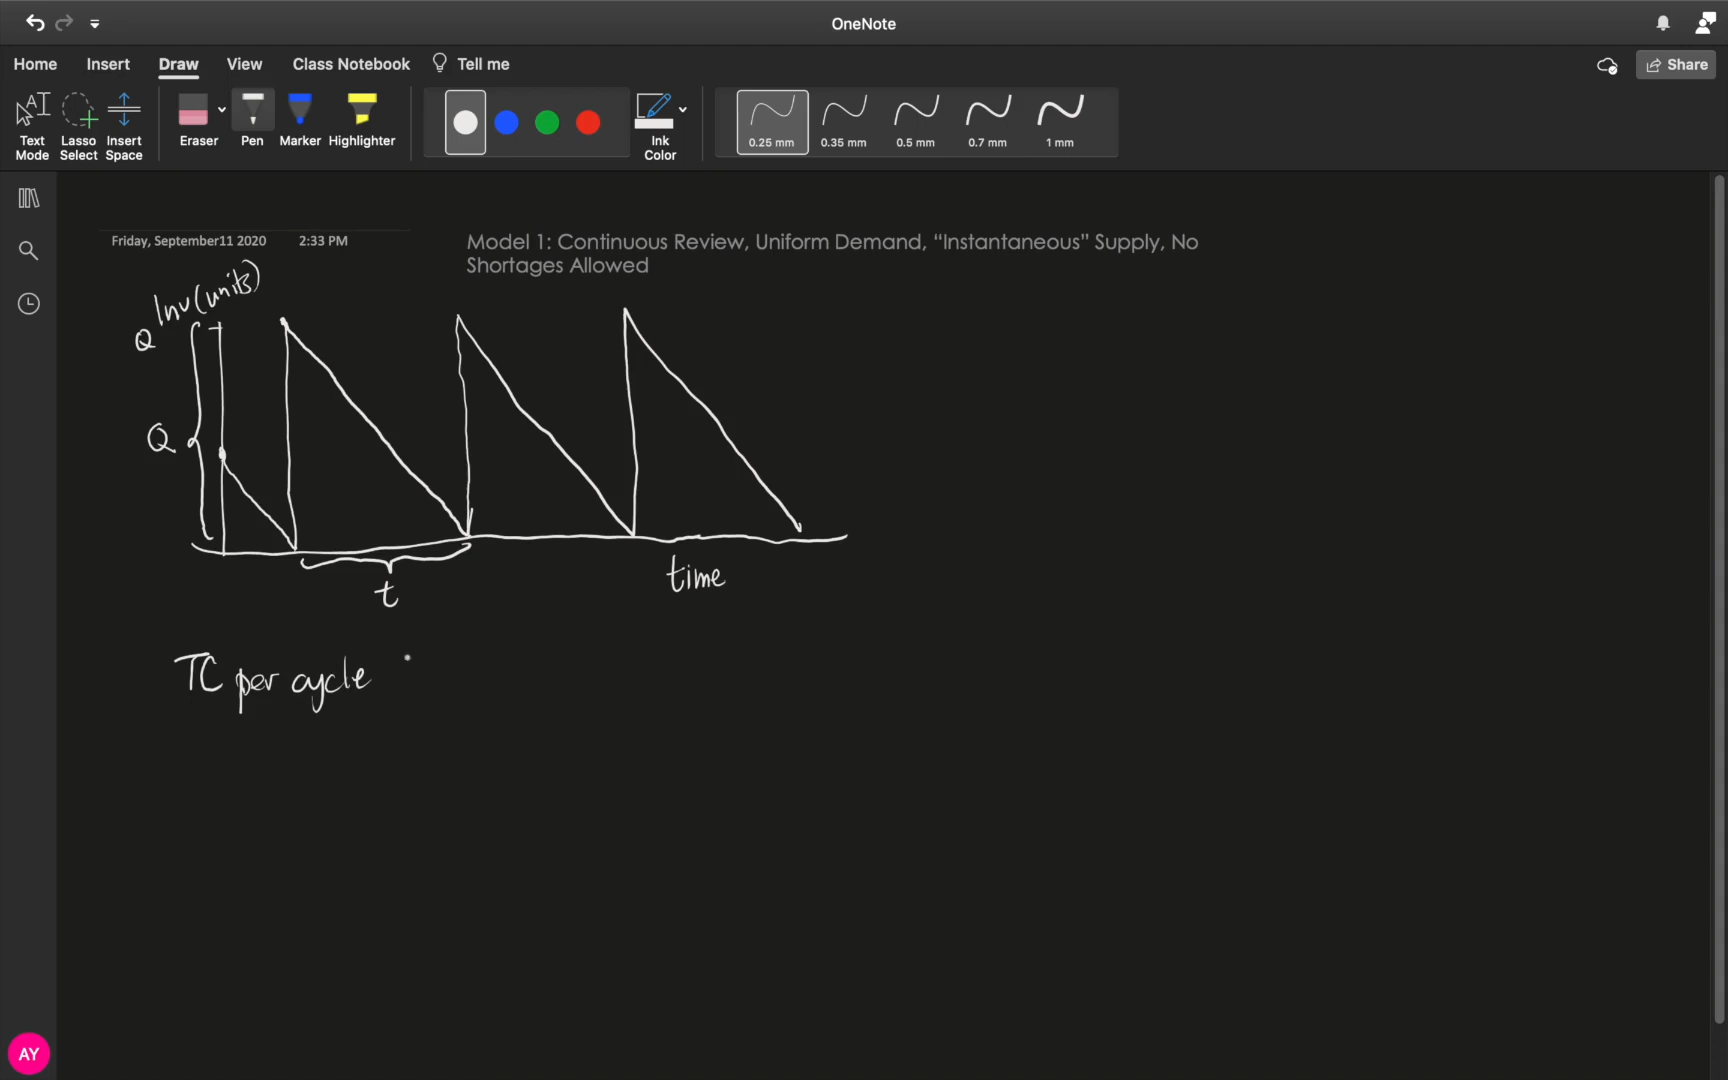 OneNote
Home Insert Draw View Class Notebook Tell me
Share
Text Mode
Lasso Select
Insert Space
Eraser
Pen
Marker
Highlighter
Ink Color
0.25 mm
0.35 mm
0.5 mm
0.7 mm
1 mm
Friday, September11 2020 2:33 PM
Model 1: Continuous Review, Uniform Demand, “Instantaneous” Supply, No
Shortages Allowed
Inv (units)
Q
Q
t
time
TC per cycle
AY